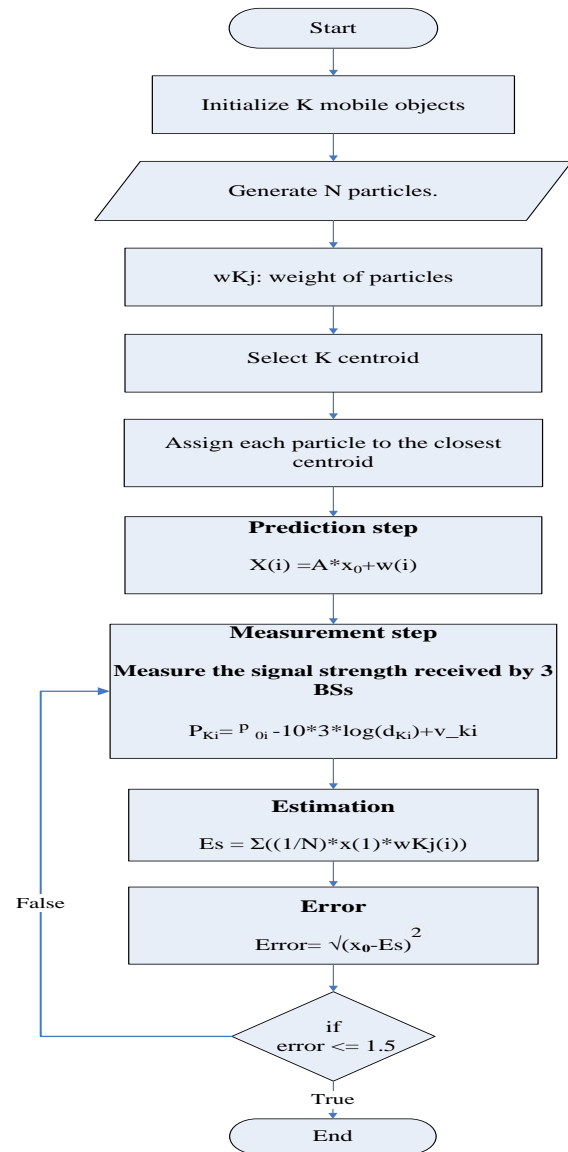 Start
Initialize K mobile objects
Generate N particles.
wKj: weight of particles
Select K centroid
Assign each particle to the closest
centroid
Prediction step
X(i) =A*x₀+w(i)
Measurement step
Measure the signal strength received by 3
BSs
P_Ki= P ₀ᵢ -10*3*log(d_Ki)+v_ki
Estimation
Es = Σ((1/N)*x(1)*wKj(i))
Error
Error= √(x₀-Es)²
False
if
error <= 1.5
True
End